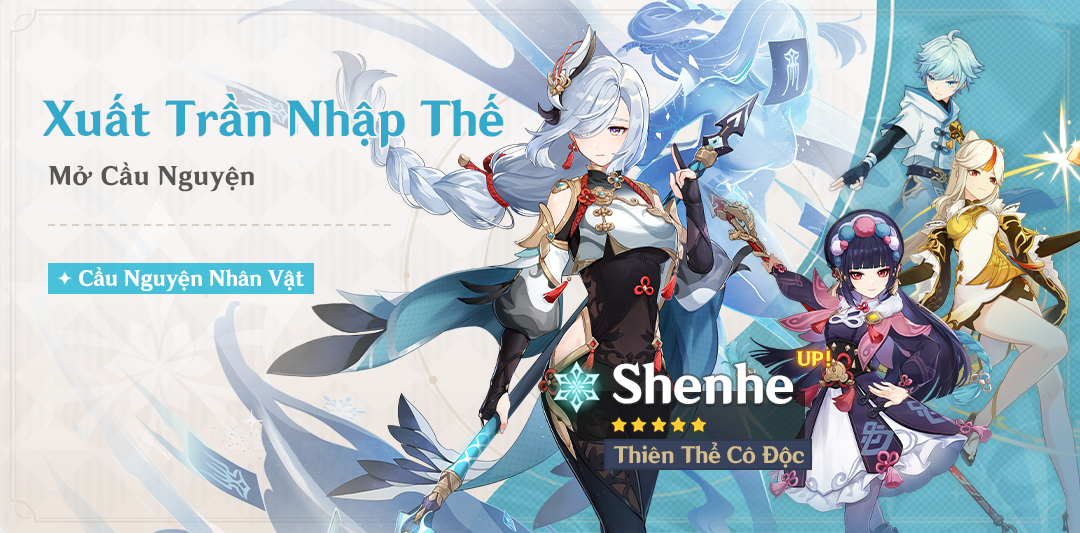 Xuất Trần Nhập Thế
Mở Cầu Nguyện
Cầu Nguyện Nhân Vật
UP!
Shenhe
Thiên Thể Cô Độc